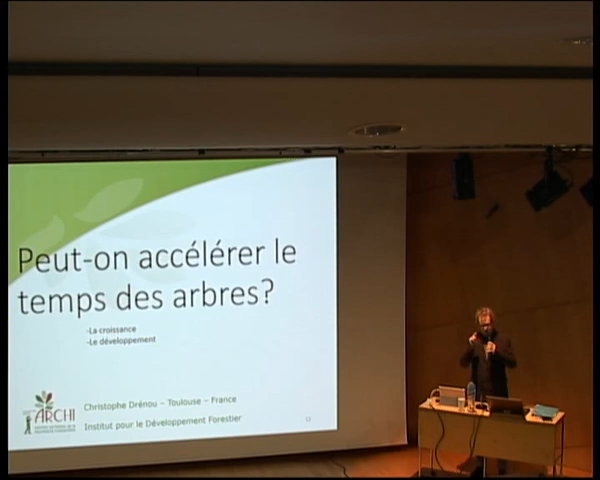 Peut-on accélérer le
temps des arbres?
-La croissance
-Le développement
ARCHI
Christophe Drénou – Toulouse – France
Institut pour le Développement Forestier